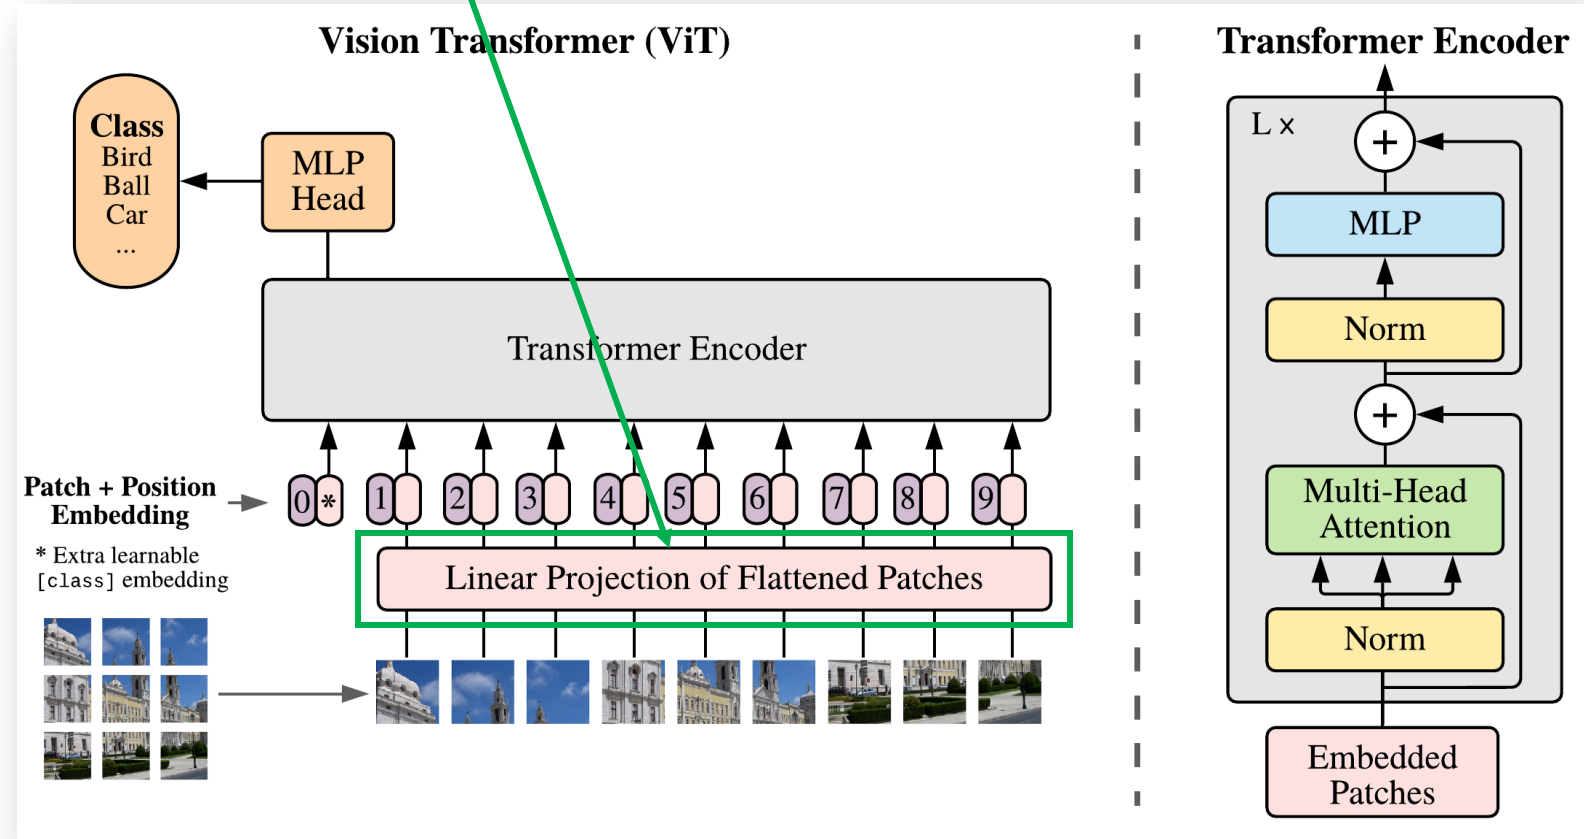 Vision Transformer (ViT)
Class
Bird
Ball
Car
...
MLP
Head
Transformer Encoder
Patch + Position
Embedding
0 * 1 2 3 4 5 6 7 8 9
* Extra learnable
[class] embedding
Linear Projection of Flattened Patches
Transformer Encoder
L x
+
MLP
Norm
+
Multi-Head
Attention
Norm
Embedded
Patches